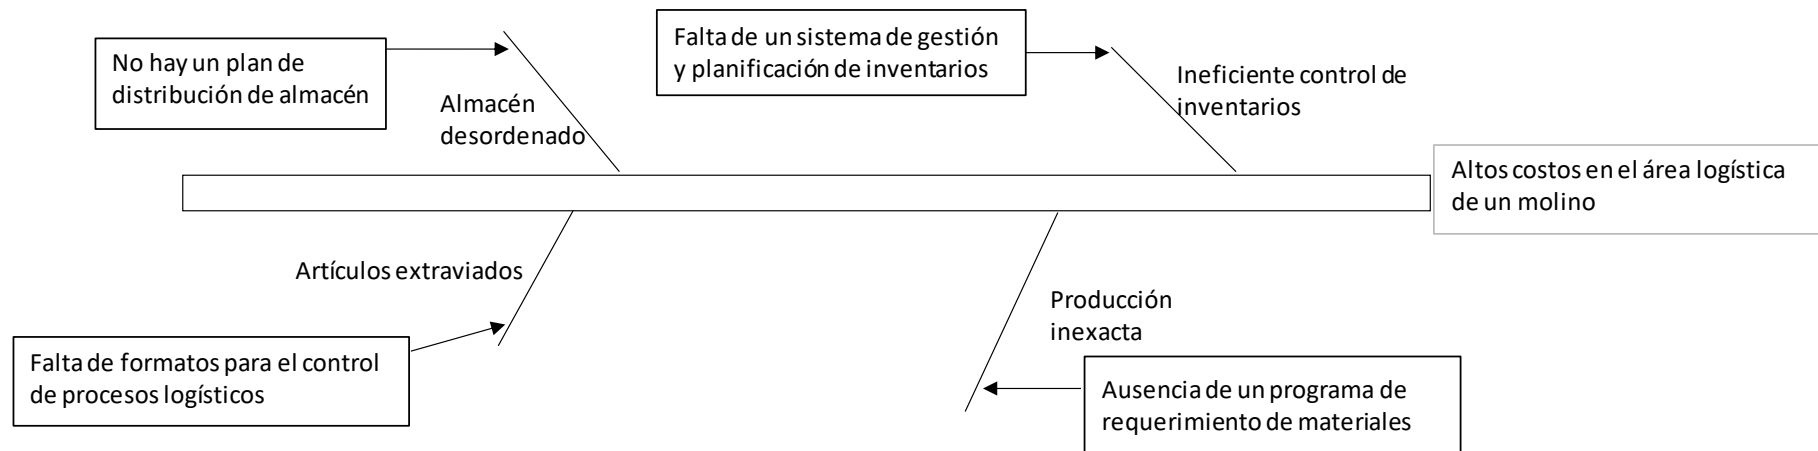 No hay un plan de
distribución de almacén
Almacén
desordenado
Falta de un sistema de gestión
y planificación de inventarios
Ineficiente control de
inventarios
Altos costos en el área logística
de un molino
Artículos extraviados
Falta de formatos para el control
de procesos logísticos
Producción
inexacta
Ausencia de un programa de
requerimiento de materiales